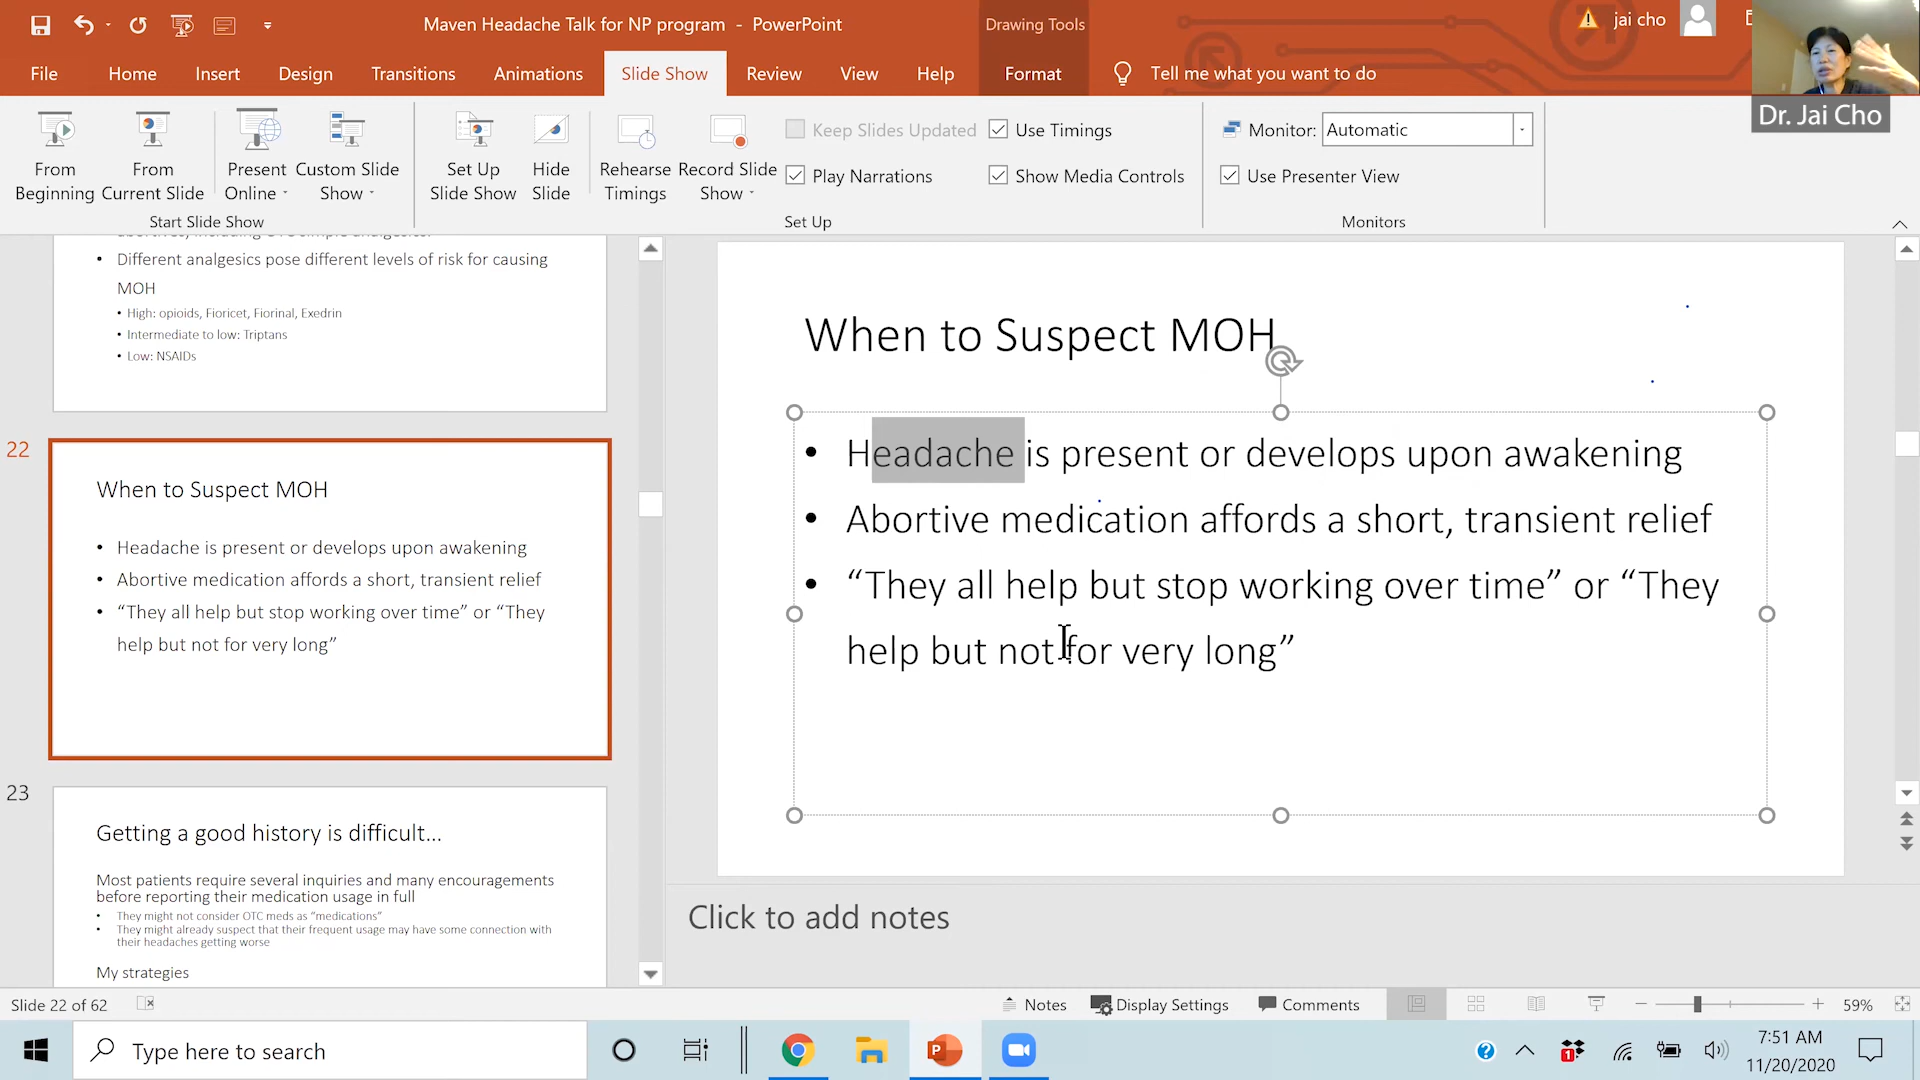 Maven Headache Talk for NP program - PowerPoint
Drawing Tools
jai cho
Dr. Jai Cho
File Home Insert Design Transitions Animations Slide Show Review View Help Format Tell me what you want to do
From Beginning
From Current Slide
Present Online
Custom Slide Show
Set Up Slide Show
Hide Slide
Rehearse Timings
Record Slide Show
Keep Slides Updated
Play Narrations
Use Timings
Show Media Controls
Monitor: Automatic
Use Presenter View
Start Slide Show
Set Up
Monitors
• Different analgesics pose different levels of risk for causing
MOH
• High: opioids, Fioricet, Fiorinal, Exedrin
• Intermediate to low: Triptans
• Low: NSAIDs
22
When to Suspect MOH
• Headache is present or develops upon awakening
• Abortive medication affords a short, transient relief
• “They all help but stop working over time” or “They
help but not for very long”
23
Getting a good history is difficult...
Most patients require several inquiries and many encouragements
before reporting their medication usage in full
• They might not consider OTC meds as “medications”
• They might already suspect that their frequent usage may have some connection with
their headaches getting worse
My strategies
When to Suspect MOH
• Headache is present or develops upon awakening
• Abortive medication affords a short, transient relief
• “They all help but stop working over time” or “They
help but not for very long”
Click to add notes
Slide 22 of 62
Notes
Display Settings
Comments
59%
Type here to search
1
7:51 AM
11/20/2020